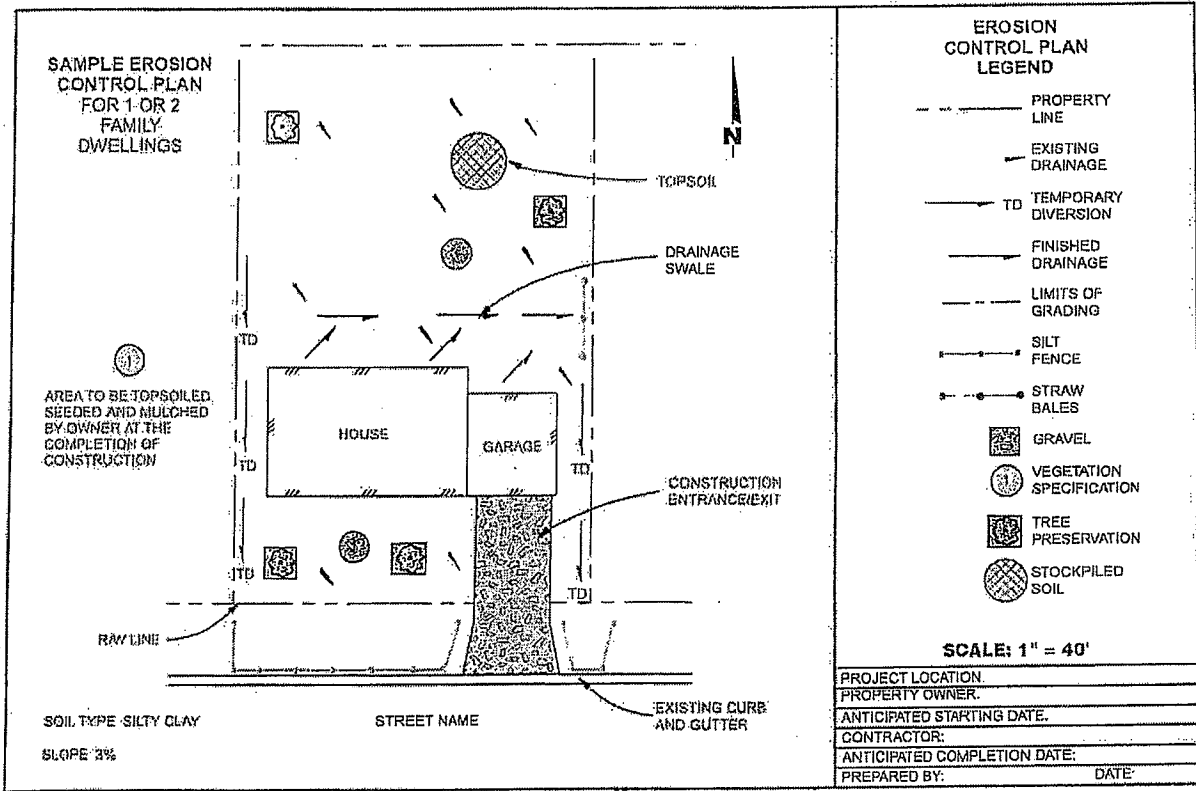 SAMPLE EROSION
CONTROL PLAN
FOR 1 OR 2
FAMILY
DWELLINGS
N
TOPSOIL
DRAINAGE
SWALE
TD
1
AREA TO BE TOPSOILED
SEEDED AND MULCHED
BY OWNER AT THE
COMPLETION OF
CONSTRUCTION
HOUSE
GARAGE
TD
TD
CONSTRUCTION
ENTRANCE/EXIT
TD
TD
R/W LINE
EXISTING CURB
AND GUTTER
SOIL TYPE SILTY CLAY
STREET NAME
SLOPE 3%
EROSION
CONTROL PLAN
LEGEND
PROPERTY
LINE
EXISTING
DRAINAGE
TD TEMPORARY
DIVERSION
FINISHED
DRAINAGE
LIMITS OF
GRADING
SILT
FENCE
STRAW
BALES
GRAVEL
1 VEGETATION
SPECIFICATION
TREE
PRESERVATION
STOCKPILED
SOIL
SCALE: 1" = 40'
PROJECT LOCATION
PROPERTY OWNER:
ANTICIPATED STARTING DATE:
CONTRACTOR:
ANTICIPATED COMPLETION DATE:
PREPARED BY: DATE: